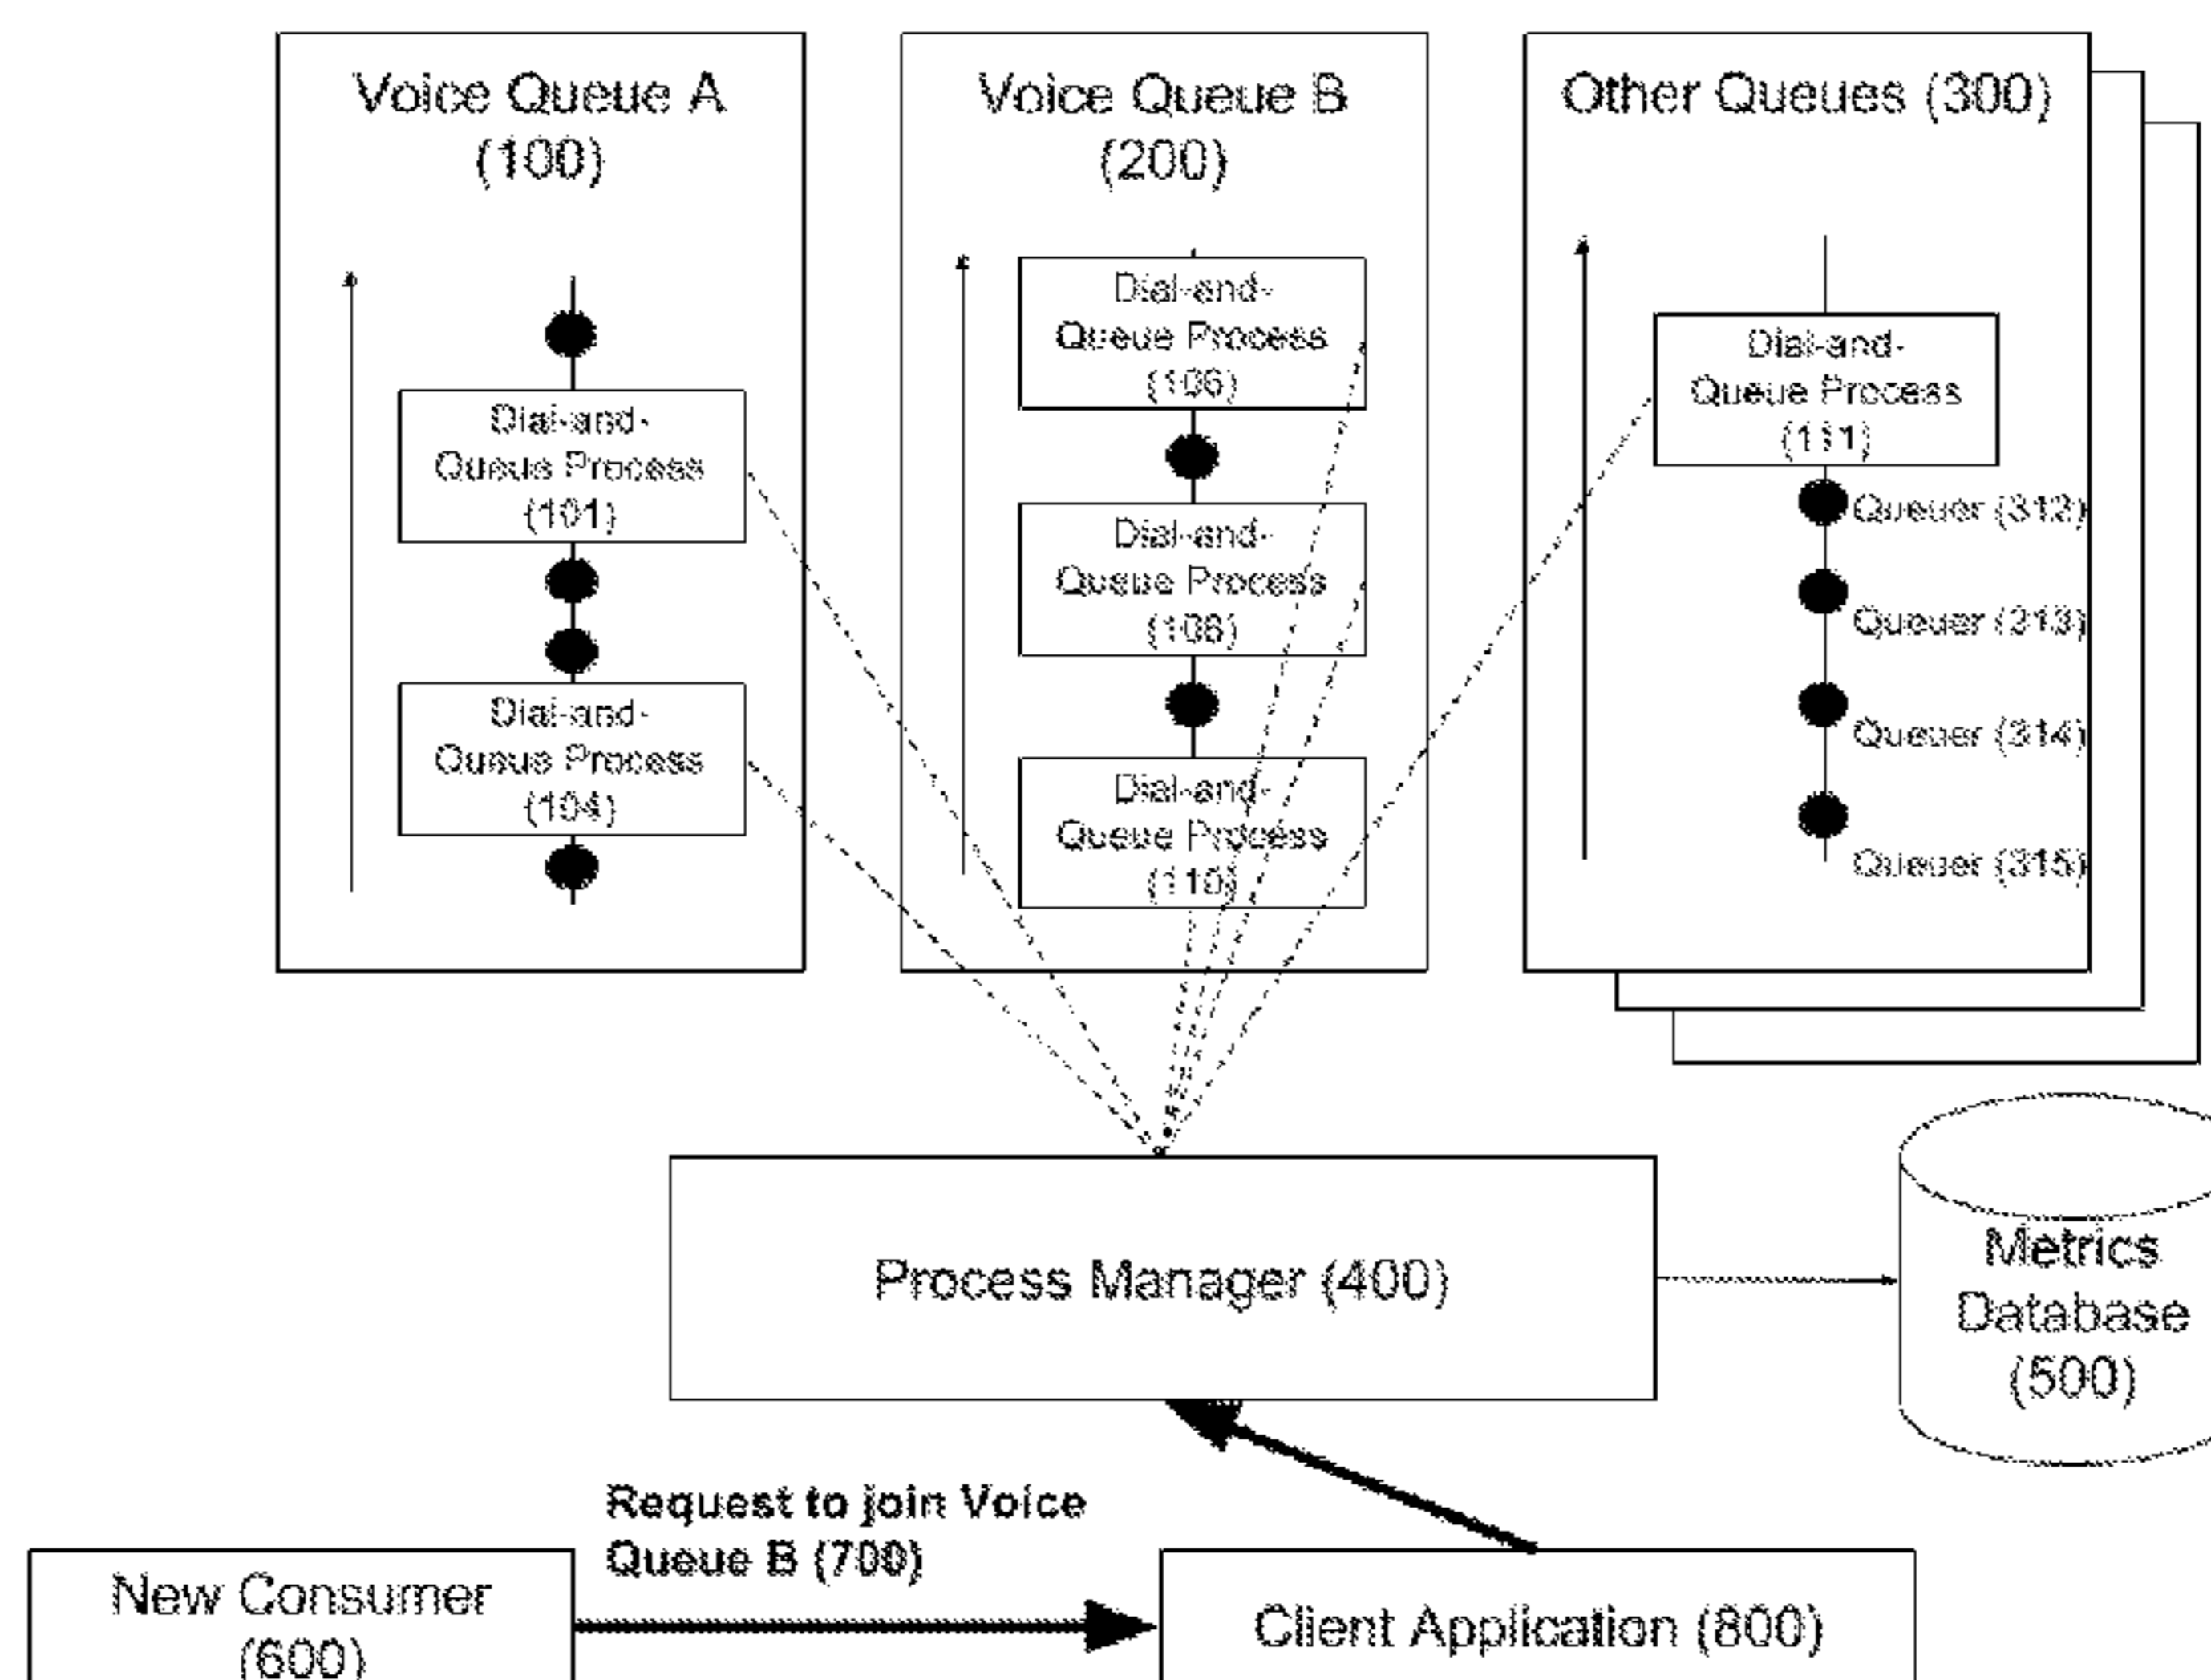 Voice Queue A
(100)
Dial-and-
Queue Process
(101)
Dial-and-
Queue Process
(104)
Voice Queue B
(200)
Dial-and-
Queue Process
(106)
Dial-and-
Queue Process
(108)
Dial-and-
Queue Process
(110)
Other Queues (300)
Dial-and-
Queue Process
(111)
Queuer (312)
Queuer (313)
Queuer (314)
Queuer (315)
Process Manager (400)
Metrics
Database
(500)
Request to join Voice
Queue B (700)
New Consumer
(600)
Client Application (800)